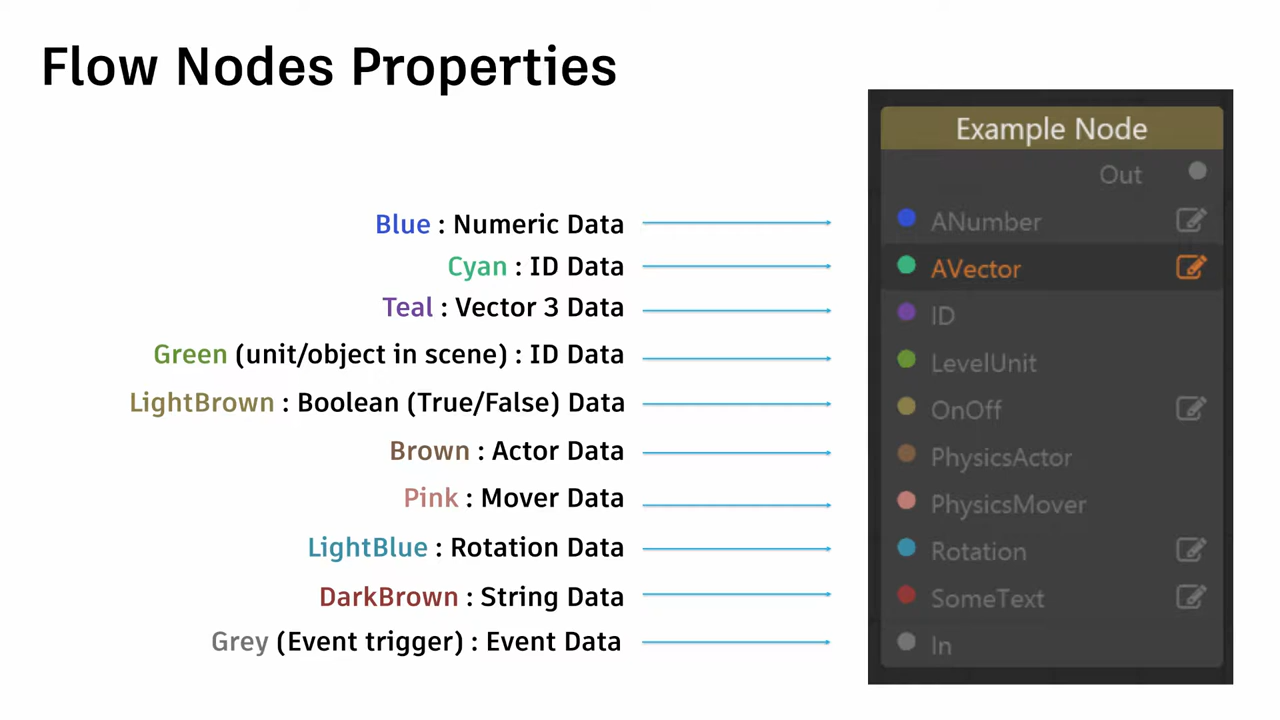 Flow Nodes Properties
Blue : Numeric Data
Cyan : ID Data
Teal : Vector 3 Data
Green (unit/object in scene) : ID Data
LightBrown : Boolean (True/False) Data
Brown : Actor Data
Pink : Mover Data
LightBlue : Rotation Data
DarkBrown : String Data
Grey (Event trigger) : Event Data
Example Node
Out
ANumber
AVector
ID
LevelUnit
OnOff
PhysicsActor
PhysicsMover
Rotation
SomeText
In